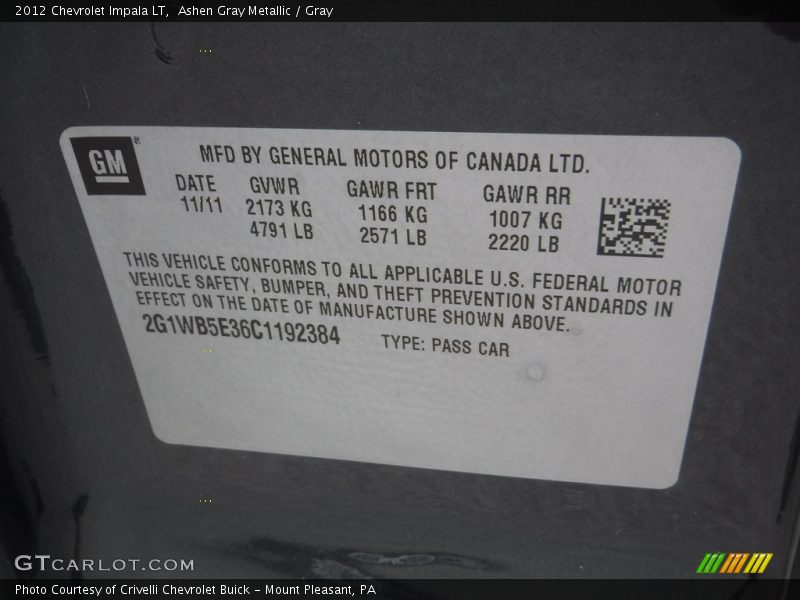 2012 Chevrolet Impala LT,  Ashen Gray Metallic / Gray
GM
MFD BY GENERAL MOTORS OF CANADA LTD.
DATE GVWR GAWR FRT GAWR RR
11/11 2173 KG 1166 KG 1007 KG
4791 LB 2571 LB 2220 LB
THIS VEHICLE CONFORMS TO ALL APPLICABLE U.S. FEDERAL MOTOR
VEHICLE SAFETY, BUMPER, AND THEFT PREVENTION STANDARDS IN
EFFECT ON THE DATE OF MANUFACTURE SHOWN ABOVE.
2G1WB5E36C1192384 TYPE: PASS CAR
GTCARLOT.COM
Photo Courtesy of Crivelli Chevrolet Buick - Mount Pleasant, PA